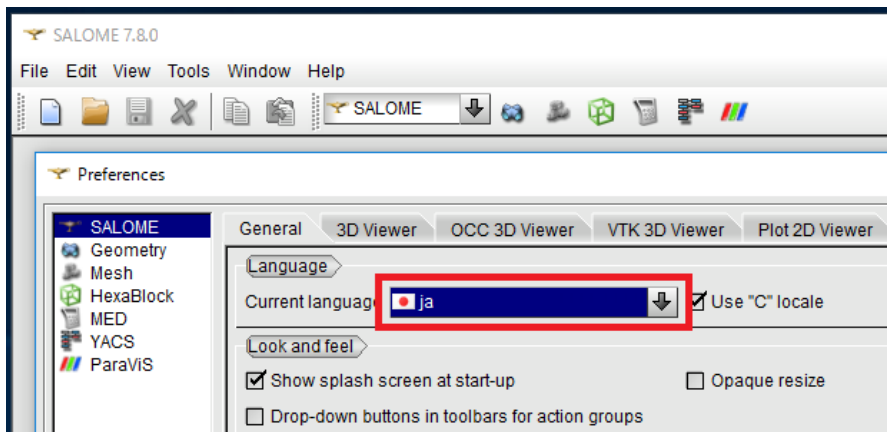 SALOME 7.8.0
File Edit View Tools Window Help
SALOME
Preferences
SALOME
Geometry
Mesh
HexaBlock
MED
YACS
ParaViS
General 3D Viewer OCC 3D Viewer VTK 3D Viewer Plot 2D Viewer
Language
Current language ja Use "C" locale
Look and feel
Show splash screen at start-up Opaque resize
Drop-down buttons in toolbars for action groups